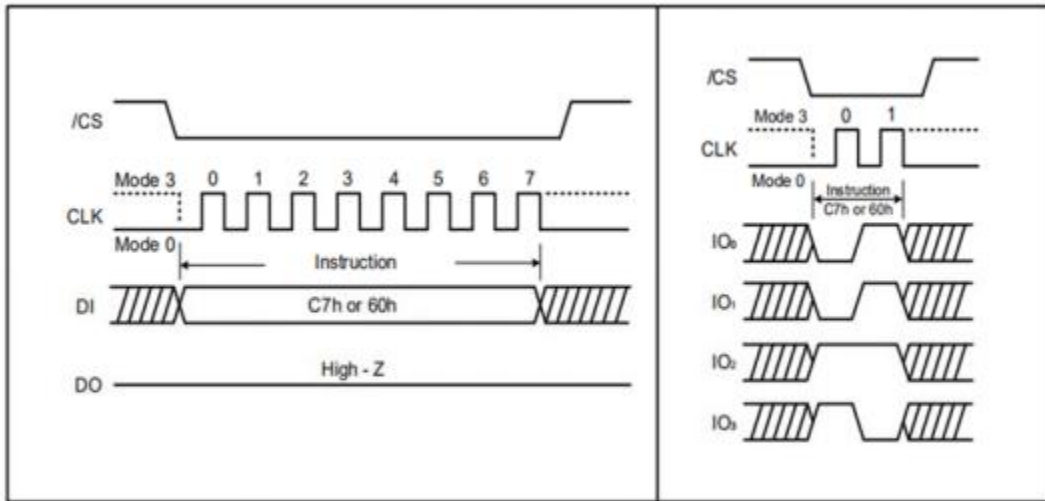 /CS
Mode 3 0 1 2 3 4 5 6 7
CLK
Mode 0
Instruction
DI C7h or 60h
High - Z
DO
/CS
Mode 3 0 1
CLK
Mode 0 Instruction
C7h or 60h
IO₀
IO₁
IO₂
IO₃